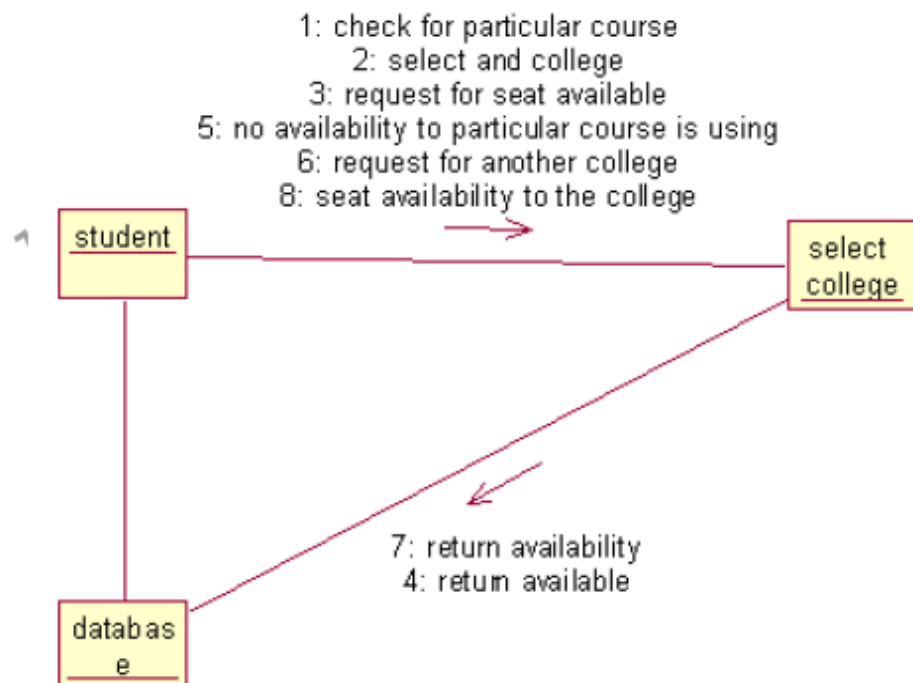 1: check for particular course
2: select and college
3: request for seat available
5: no availability to particular course is using
6: request for another college
8: seat availability to the college
student
select
college
7: return availability
4: return available
databas
e